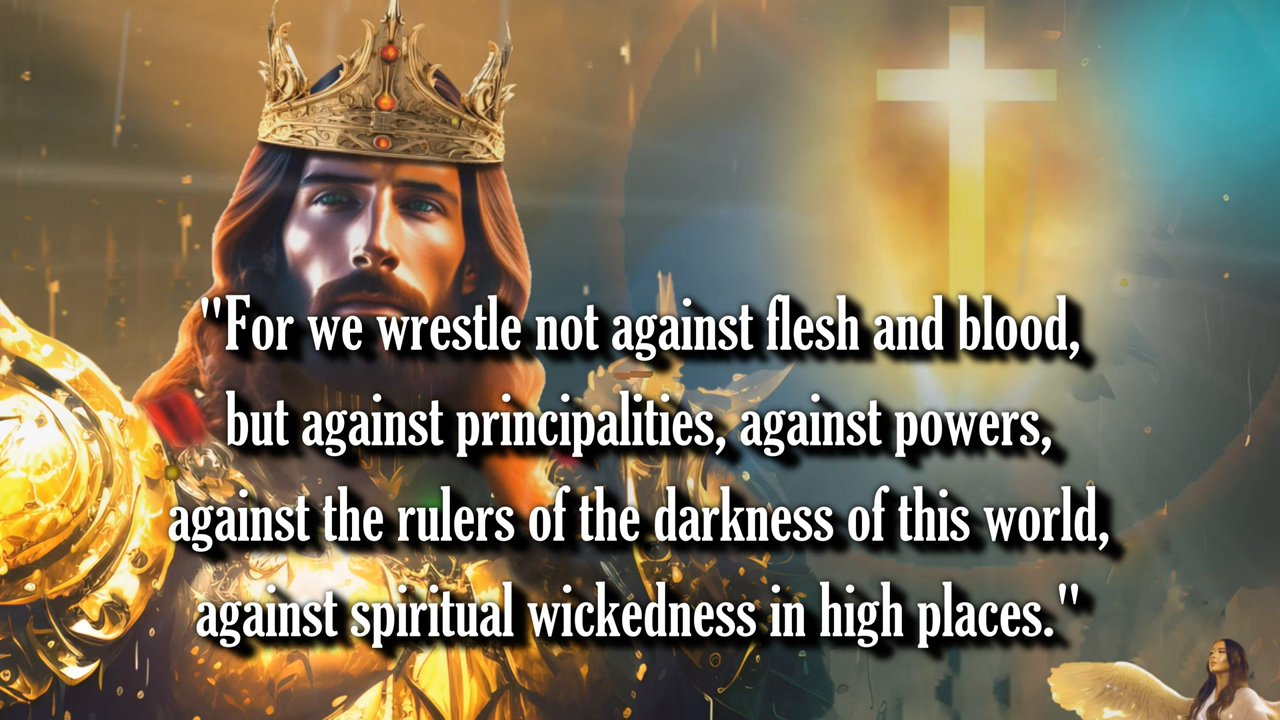 "For we wrestle not against flesh and blood,
but against principalities, against powers,
against the rulers of the darkness of this world,
against spiritual wickedness in high places."